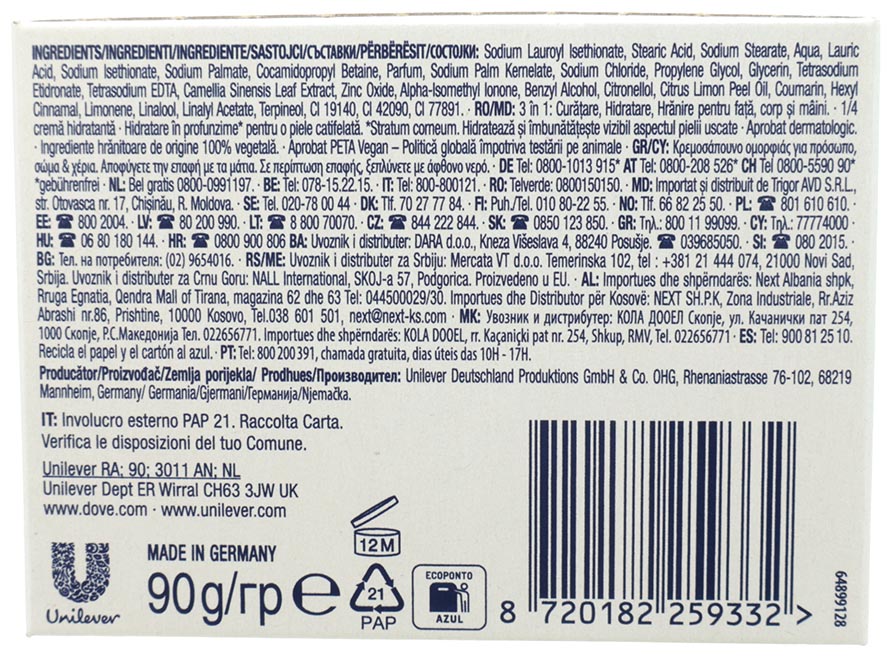 INGREDIENTS/INGREDIENTI/INGREDIENTE/SASTOJCI/СЪСТАВКИ/PËRBËRËSIT/СОСТОЈКИ: Sodium Lauroyl Isethionate, Stearic Acid, Sodium Stearate, Aqua, Lauric
Acid, Sodium Isethionate, Sodium Palmate, Cocamidopropyl Betaine, Parfum, Sodium Palm Kernelate, Sodium Chloride, Propylene Glycol, Glycerin, Tetrasodium
Etidronate, Tetrasodium EDTA, Camellia Sinensis Leaf Extract, Zinc Oxide, Alpha-Isomethyl Ionone, Benzyl Alcohol, Citronellol, Citrus Limon Peel Oil, Coumarin, Hexyl
Cinnamal, Limonene, Linalool, Linalyl Acetate, Terpineol, CI 19140, CI 42090, CI 77891. · RO/MD: 3 în 1: Curățare, Hidratare, Hrănire pentru față, corp și mâini. · 1/4
cremă hidratantă · Hidratare în profunzime* pentru o piele catifelată. *Stratum corneum. Hidratează și îmbunătățește vizibil aspectul pielii uscate · Aprobat dermatologic.
· Ingrediente hrănitoare de origine 100% vegetală. · Aprobat PETA Vegan – Politică globală împotriva testării pe animale · GR/CY: Κρεμοσάπουνο ομορφιάς για πρόσωπο,
σώμα & χέρια. Αποφύγετε την επαφή με τα μάτια. Σε περίπτωση επαφής, ξεπλύνετε με άφθονο νερό. · DE Tel: 0800-1013 915* AT Tel: 0800-208 526* CH Tel 0800-5590 90*
*gebührenfrei · NL: Bel gratis 0800-0991197. · BE: Tel: 078-15.22.15. · IT: Tel: 800-800121. · RO: Telverde: 0800150150. · MD: Importat și distribuit de Trigor AVD S.R.L.,
str. Otovasca nr. 17, Chișinău, R. Moldova. · SE: Tel: 020-78 00 44 · DK: Tlf: 70 27 77 84. · FI: Puh./Tel. 010 80-22 55. · NO: Tlf. 66 82 25 50. · PL: ☎ 801 610 610. ·
EE: ☎ 800 2004. · LV: ☎ 80 200 990. · LT: ☎ 8 800 70070. · CZ: ☎ 844 222 844. · SK: ☎ 0850 123 850. · GR: Τηλ.: 800 11 99099. · CY: Τηλ.: 77774000 ·
HU: ☎ 06 80 180 144. · HR: ☎ 0800 900 806 BA: Uvoznik i distributer: DARA d.o.o., Kneza Višeslava 4, 88240 Posušje. ☎ 039685050. · SI: ☎ 080 2015. ·
BG: Тел. на потребителя: (02) 9654016. · RS/ME: Uvoznik i distributer za Srbiju: Mercata VT d.o.o. Temerinska 102, tel : +381 21 444 074, 21000 Novi Sad,
Srbija. Uvoznik i distributer za Crnu Goru: NALL International, SKOJ-a 57, Podgorica. Proizvedeno u EU. · AL: Importues dhe shpërndarës: Next Albania shpk,
Rruga Egnatia, Qendra Mall of Tirana, magazina 62 dhe 63 Tel: 044500029/30. Importues dhe Distributor për Kosovë: NEXT SH.P.K, Zona Industriale, Rr.Aziz
Abrashi nr.86, Prishtine, 10000 Kosovo, Tel.038 601 501, next@next-ks.com · MK: Увозник и дистрибутер: КОЛА ДООЕЛ Скопје, ул. Качанички пат 254,
1000 Скопје, Р.С.Македонија Тел. 022656771. Importues dhe shpërndarës: KOLA DOOEL, rr. Kaçaniçki pat nr. 254, Shkup, RMV, Tel. 022656771 · ES: Tel: 900 81 25 10.
Recicla el papel y el cartón al azul. · PT: Tel: 800 200 391, chamada gratuita, dias úteis das 10H - 17H.
Producător/Proizvođač/Zemlja porijekla/ Prodhues/Производител: Unilever Deutschland Produktions GmbH & Co. OHG, Rhenaniastrasse 76-102, 68219
Mannheim, Germany/ Germania/Gjermani/Германија/Njemačka.
IT: Involucro esterno PAP 21. Raccolta Carta.
Verifica le disposizioni del tuo Comune.
Unilever RA; 90; 3011 AN; NL
Unilever Dept ER Wirral CH63 3JW UK
www.dove.com · www.unilever.com
12M
MADE IN GERMANY
90g/гр e
21
PAP
ECOPONTO
AZUL
Unilever
8 720182 259332 >
64899128